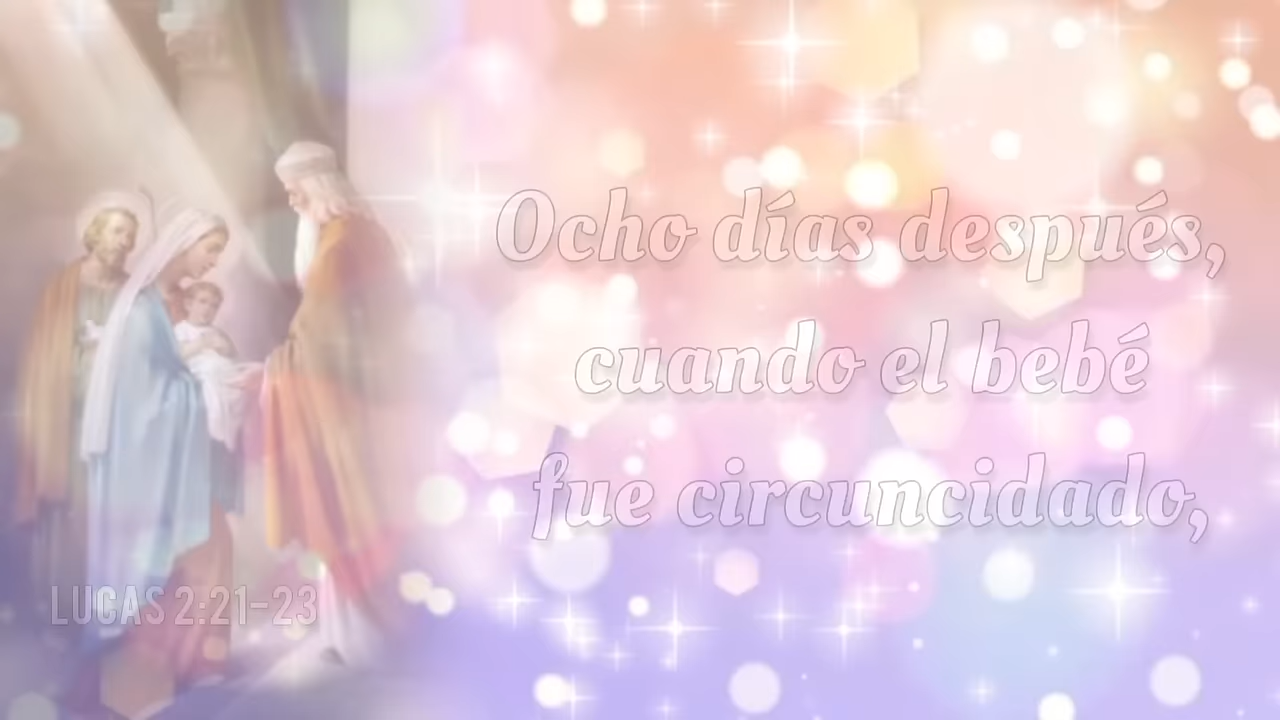 Ocho días después,
cuando el bebé
fue circuncidado,
LUCAS 2:21-23